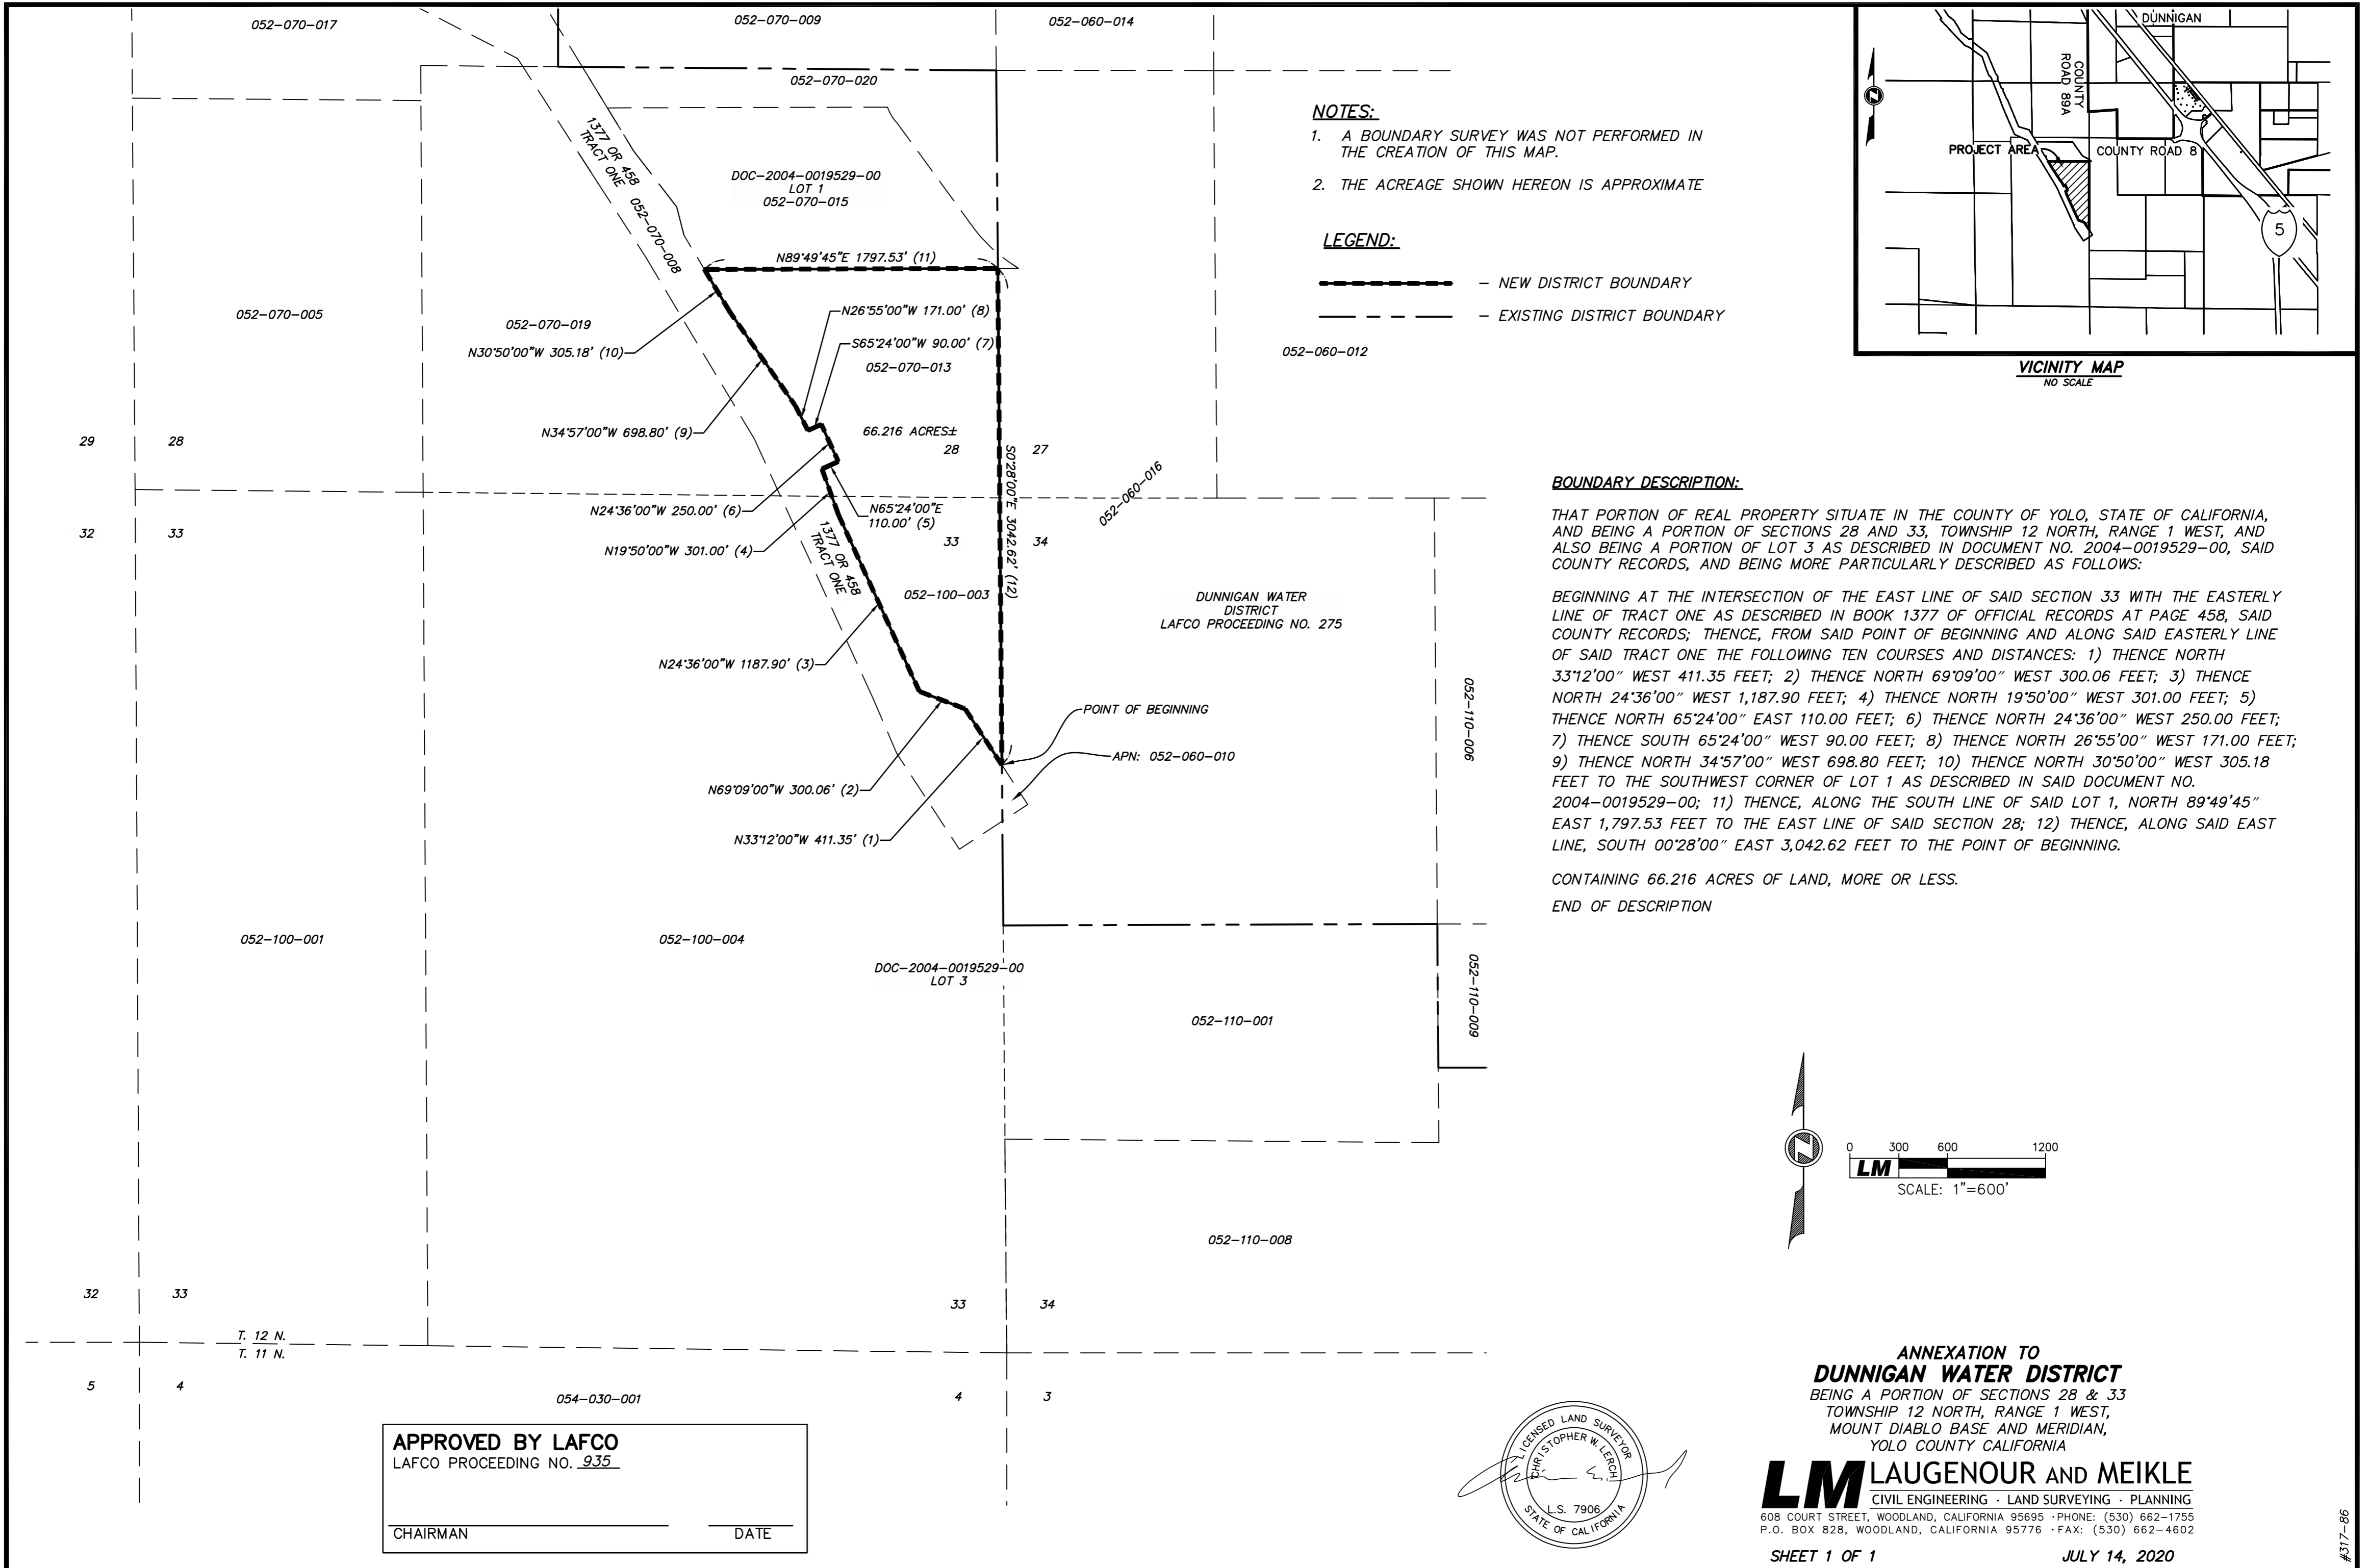 052-070-017
052-070-009
052-060-014
052-070-020
1377 OR 458
TRACT ONE
052-070-008
DOC-2004-0019529-00
LOT 1
052-070-015
N89°49'45"E 1797.53' (11)
052-070-005
052-070-019
N30°50'00"W 305.18' (10)
N26°55'00"W 171.00' (8)
S65°24'00"W 90.00' (7)
052-070-013
052-060-012
N34°57'00"W 698.80' (9)
66.216 ACRES±
29
28
28
27
S0°28'00"E 3042.62' (12)
052-060-016
N24°36'00"W 250.00' (6)
N65°24'00"E
110.00' (5)
32
33
33
34
N19°50'00"W 301.00' (4)
1377 OR 458
TRACT ONE
052-100-003
DUNNIGAN WATER
DISTRICT
LAFCO PROCEEDING NO. 275
N24°36'00"W 1187.90' (3)
POINT OF BEGINNING
APN: 052-060-010
052-110-006
N69°09'00"W 300.06' (2)
N33°12'00"W 411.35' (1)
052-100-001
052-100-004
DOC-2004-0019529-00
LOT 3
052-110-009
052-110-001
052-110-008
32
33
33
34
T. 12 N.
T. 11 N.
5
4
4
3
054-030-001
APPROVED BY LAFCO
LAFCO PROCEEDING NO. 935
CHAIRMAN
DATE
NOTES:
1. A BOUNDARY SURVEY WAS NOT PERFORMED IN
THE CREATION OF THIS MAP.
2. THE ACREAGE SHOWN HEREON IS APPROXIMATE
LEGEND:
- NEW DISTRICT BOUNDARY
- EXISTING DISTRICT BOUNDARY
DUNNIGAN
COUNTY
ROAD 89A
PROJECT AREA
COUNTY ROAD 8
5
Z
VICINITY MAP
NO SCALE
BOUNDARY DESCRIPTION:
THAT PORTION OF REAL PROPERTY SITUATE IN THE COUNTY OF YOLO, STATE OF CALIFORNIA,
AND BEING A PORTION OF SECTIONS 28 AND 33, TOWNSHIP 12 NORTH, RANGE 1 WEST, AND
ALSO BEING A PORTION OF LOT 3 AS DESCRIBED IN DOCUMENT NO. 2004-0019529-00, SAID
COUNTY RECORDS, AND BEING MORE PARTICULARLY DESCRIBED AS FOLLOWS:
BEGINNING AT THE INTERSECTION OF THE EAST LINE OF SAID SECTION 33 WITH THE EASTERLY
LINE OF TRACT ONE AS DESCRIBED IN BOOK 1377 OF OFFICIAL RECORDS AT PAGE 458, SAID
COUNTY RECORDS; THENCE, FROM SAID POINT OF BEGINNING AND ALONG SAID EASTERLY LINE
OF SAID TRACT ONE THE FOLLOWING TEN COURSES AND DISTANCES: 1) THENCE NORTH
33°12'00" WEST 411.35 FEET; 2) THENCE NORTH 69°09'00" WEST 300.06 FEET; 3) THENCE
NORTH 24°36'00" WEST 1,187.90 FEET; 4) THENCE NORTH 19°50'00" WEST 301.00 FEET; 5)
THENCE NORTH 65°24'00" EAST 110.00 FEET; 6) THENCE NORTH 24°36'00" WEST 250.00 FEET;
7) THENCE SOUTH 65°24'00" WEST 90.00 FEET; 8) THENCE NORTH 26°55'00" WEST 171.00 FEET;
9) THENCE NORTH 34°57'00" WEST 698.80 FEET; 10) THENCE NORTH 30°50'00" WEST 305.18
FEET TO THE SOUTHWEST CORNER OF LOT 1 AS DESCRIBED IN SAID DOCUMENT NO.
2004-0019529-00; 11) THENCE, ALONG THE SOUTH LINE OF SAID LOT 1, NORTH 89°49'45"
EAST 1,797.53 FEET TO THE EAST LINE OF SAID SECTION 28; 12) THENCE, ALONG SAID EAST
LINE, SOUTH 00°28'00" EAST 3,042.62 FEET TO THE POINT OF BEGINNING.
CONTAINING 66.216 ACRES OF LAND, MORE OR LESS.
END OF DESCRIPTION
Z
0 300 600 1200
LM
SCALE: 1"=600'
LICENSED LAND SURVEYOR
CHRISTOPHER W. LERCH
L.S. 7906
STATE OF CALIFORNIA
ANNEXATION TO
DUNNIGAN WATER DISTRICT
BEING A PORTION OF SECTIONS 28 & 33
TOWNSHIP 12 NORTH, RANGE 1 WEST,
MOUNT DIABLO BASE AND MERIDIAN,
YOLO COUNTY CALIFORNIA
LM LAUGENOUR AND MEIKLE
CIVIL ENGINEERING · LAND SURVEYING · PLANNING
608 COURT STREET, WOODLAND, CALIFORNIA 95695 · PHONE: (530) 662-1755
P.O. BOX 828, WOODLAND, CALIFORNIA 95776 · FAX: (530) 662-4602
SHEET 1 OF 1
JULY 14, 2020
#317-86